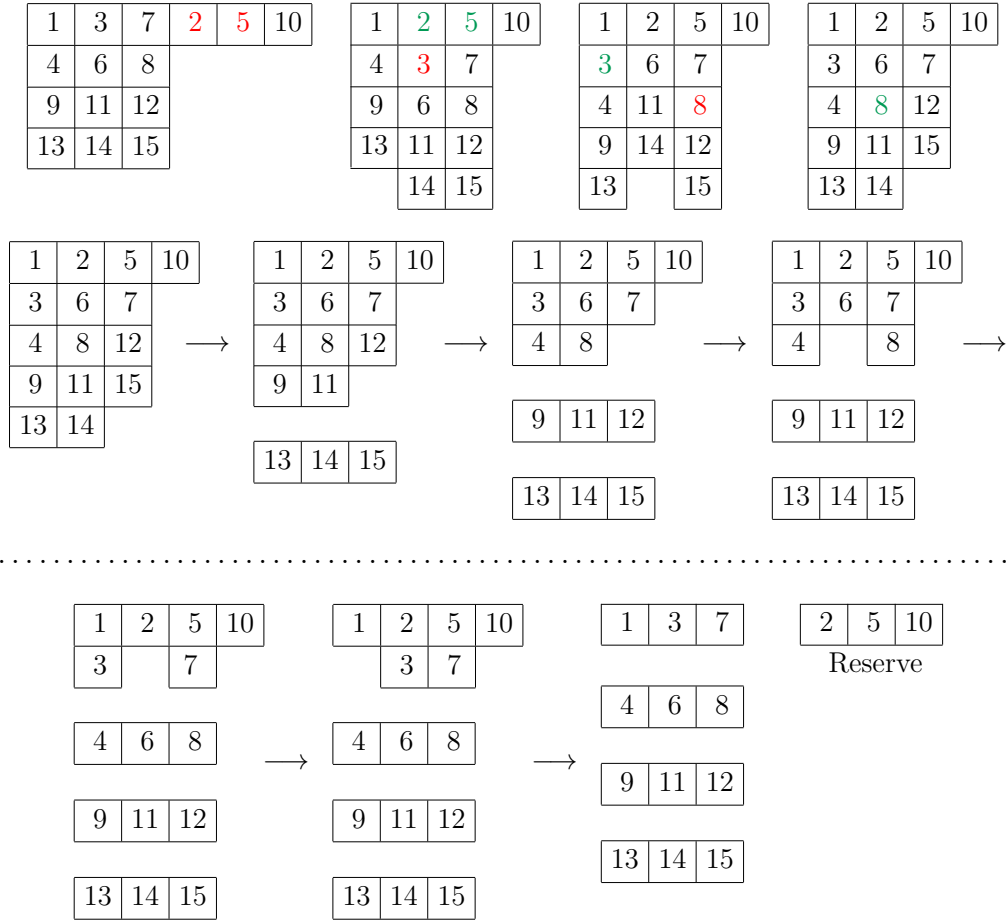 1 3 7 2 5 10 1 2 5 10 1 2 5 10 1 2 5 10
4 6 8 4 3 7 3 6 7 3 6 7
9 11 12 9 6 8 4 11 8 4 8 12
13 14 15 13 11 12 9 14 12 9 11 15
14 15 13 15 13 14
1 2 5 10 1 2 5 10 1 2 5 10 1 2 5 10
3 6 7 3 6 7 3 6 7 3 6 7
4 8 12 → 4 8 12 → 4 8 → 4 8 →
9 11 15 9 11
13 14 9 11 12 9 11 12
13 14 15
13 14 15 13 14 15
1 2 5 10 1 2 5 10 1 3 7 2 5 10
3 7 3 7 Reserve
4 6 8
4 6 8 → 4 6 8 →
9 11 12
9 11 12 9 11 12
13 14 15
13 14 15 13 14 15